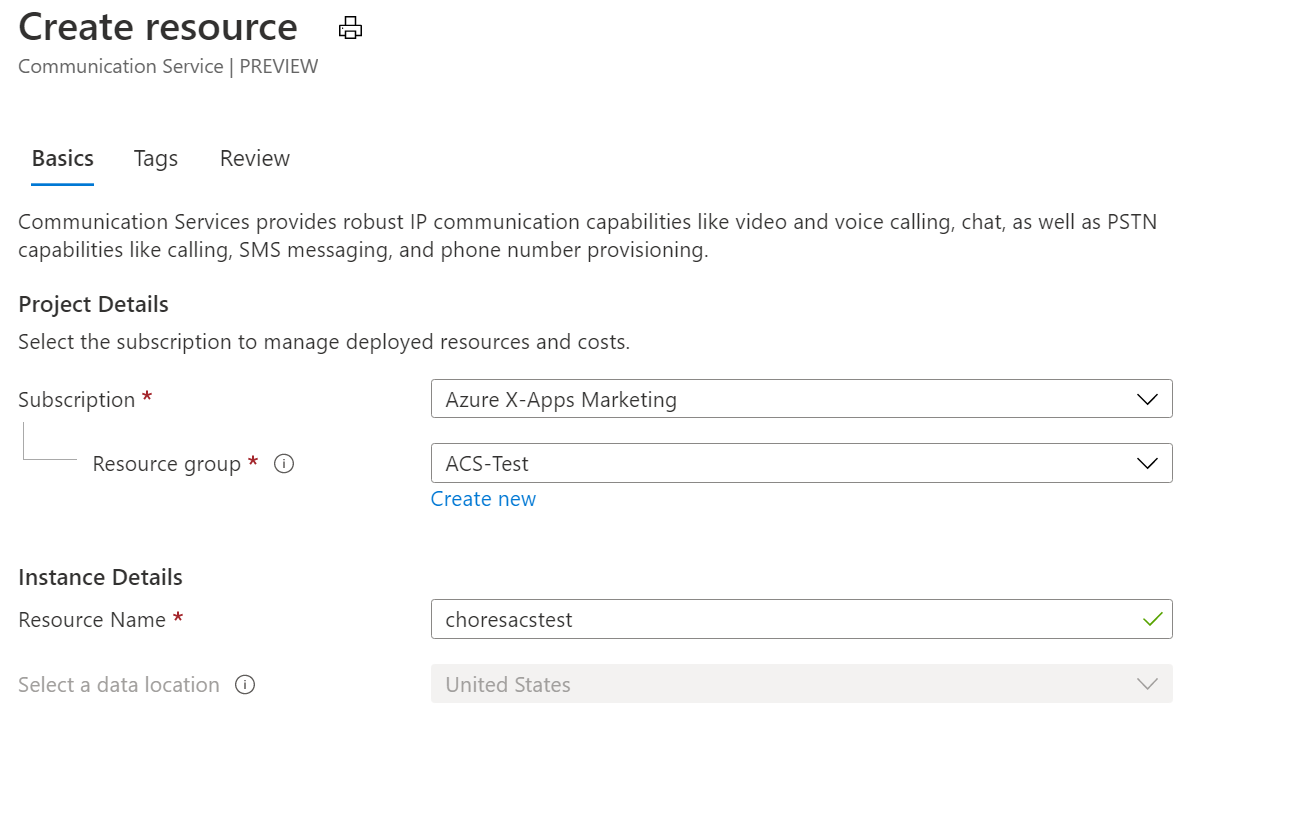 Create resource
Communication Service | PREVIEW
Basics Tags Review
Communication Services provides robust IP communication capabilities like video and voice calling, chat, as well as PSTN
capabilities like calling, SMS messaging, and phone number provisioning.
Project Details
Select the subscription to manage deployed resources and costs.
Subscription * Azure X-Apps Marketing
Resource group * ACS-Test
Create new
Instance Details
Resource Name * choresacstest
Select a data location United States